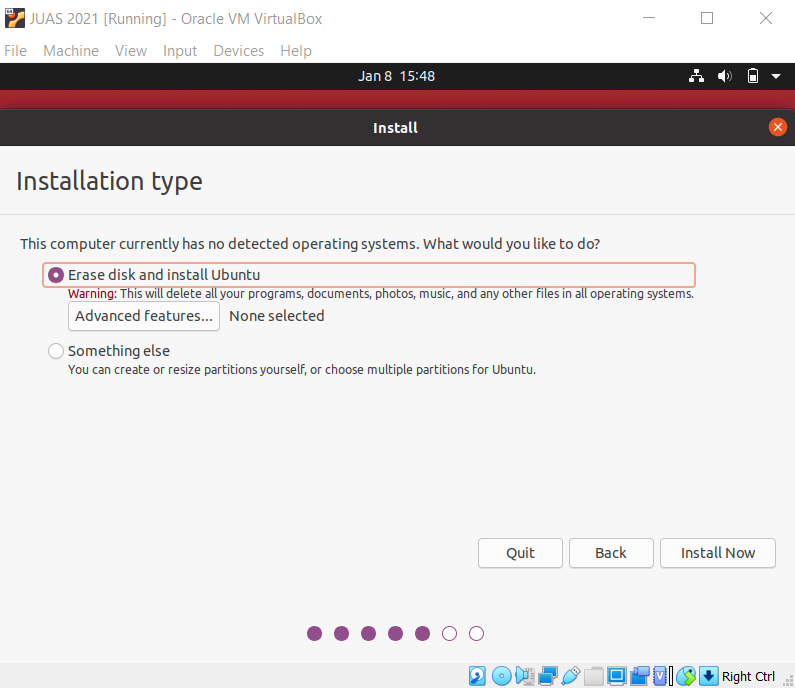 JUAS 2021 [Running] - Oracle VM VirtualBox
File Machine View Input Devices Help
Jan 8 15:48
Install
Installation type
This computer currently has no detected operating systems. What would you like to do?
Erase disk and install Ubuntu
Warning: This will delete all your programs, documents, photos, music, and any other files in all operating systems.
Advanced features... None selected
Something else
You can create or resize partitions yourself, or choose multiple partitions for Ubuntu.
Quit Back Install Now
Right Ctrl